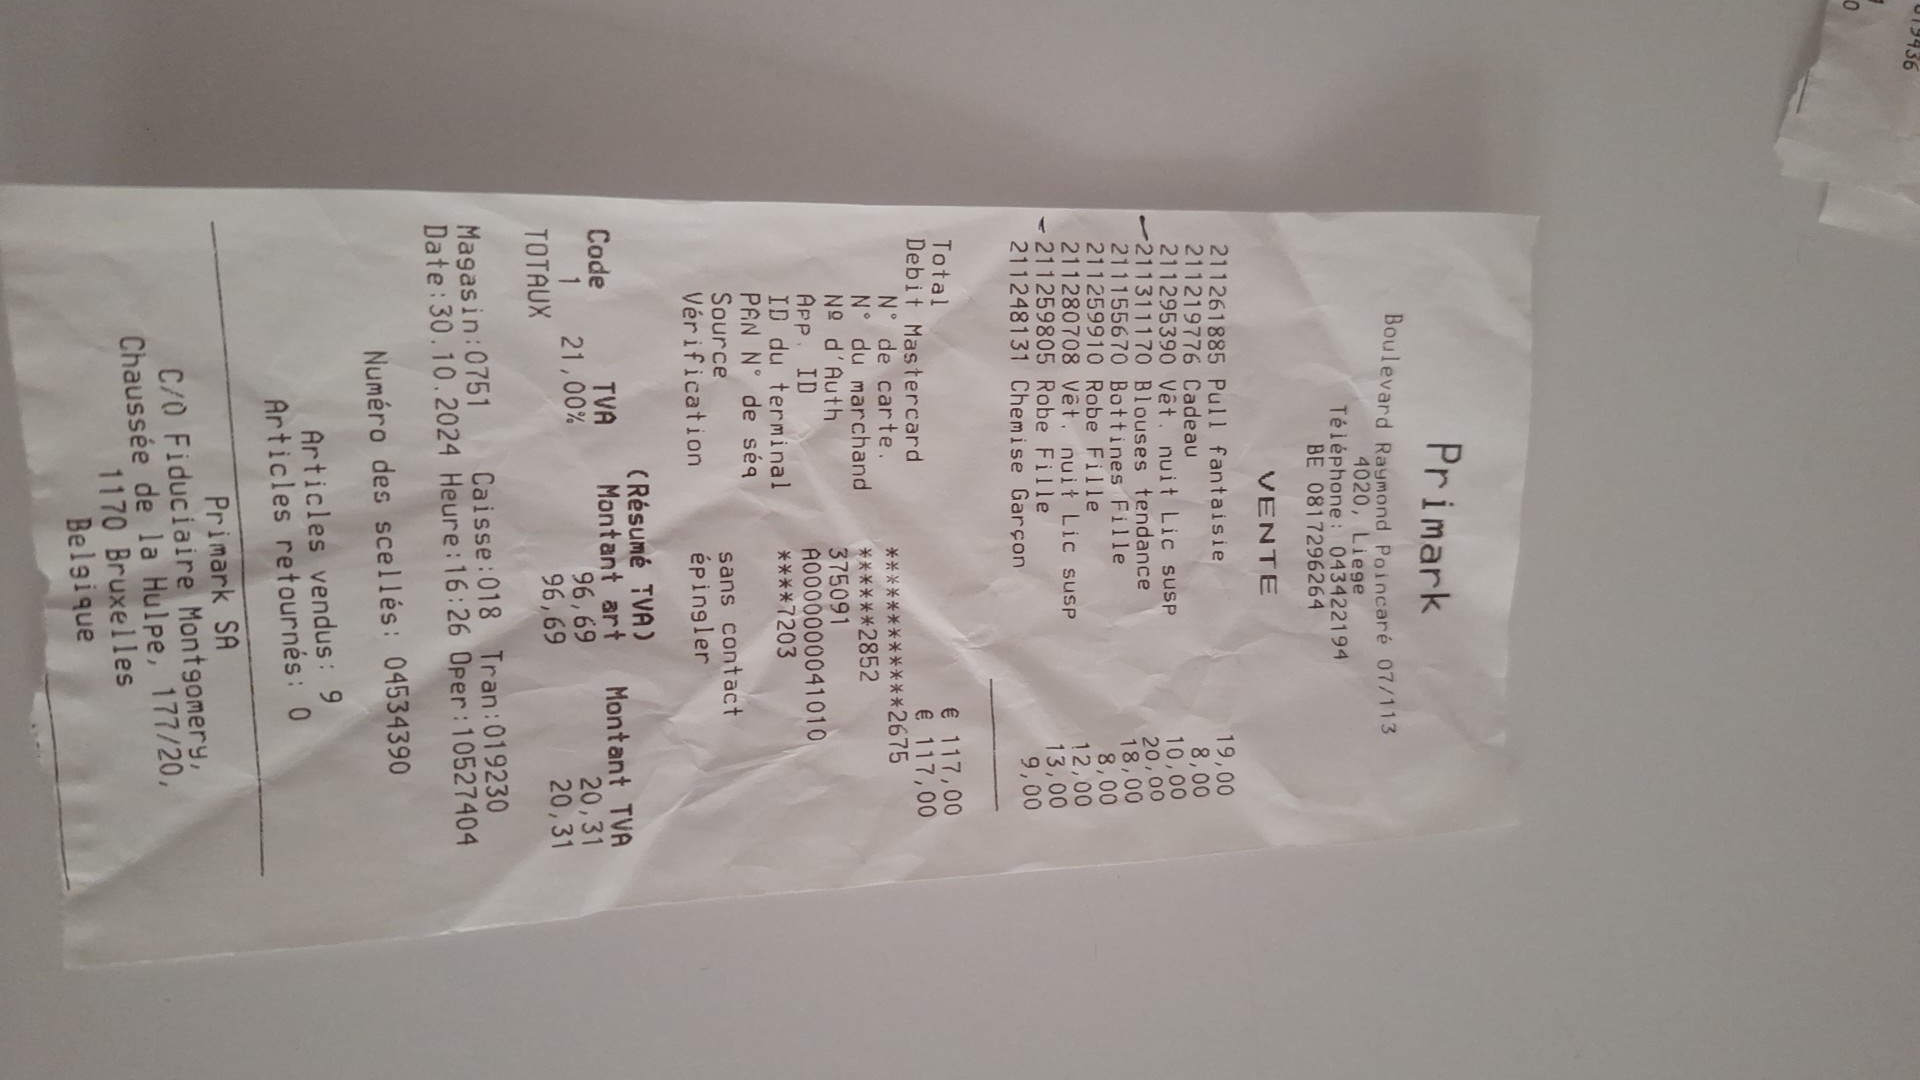 Primark
Boulevard Raymond Poincaré 07/113
4020, Liege
Téléphone: 043422194
BE 0817296264
VENTE
211261885 Pull fantaisie 19,00
211219776 Cadeau 8,00
211295390 Vêt. nuit Lic susp 10,00
211311170 Blouses tendance 20,00
211155670 Bottines Fille 18,00
211259910 Robe Fille 8,00
211280708 Vêt. nuit Lic susp 12,00
211259805 Robe Fille 13,00
211248131 Chemise Garçon 9,00
Total € 117,00
Debit Mastercard € 117,00
N° de carte. ************2675
N° du marchand ******2852
Nº d'Auth 375091
App. ID A0000000041010
ID du terminal ****7203
PAN N° de séq
Source sans contact
Vérification épingler
(Résumé TVA)
Code TVA Montant art Montant TVA
1 21,00% 96,69 20,31
TOTAUX 96,69 20,31
Magasin:0751 Caisse:018 Tran:019230
Date:30.10.2024 Heure:16:26 Oper:10527404
Numéro des scellés: 04534390
Articles vendus: 9
Articles retournés: 0
Primark SA
C/O Fiduciaire Montgomery,
Chaussée de la Hulpe, 177/20,
1170 Bruxelles
Belgique